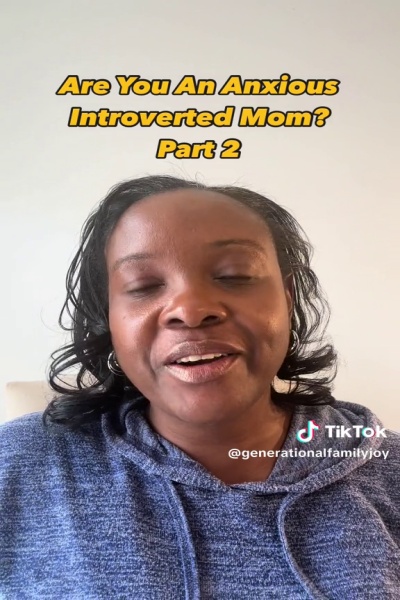 Are You An Anxious
Introverted Mom?
Part 2
TikTok
@generationalfamilyjoy